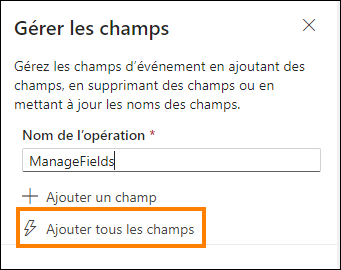 Gérer les champs
Gérez les champs d'événement en ajoutant des
champs, en supprimant des champs ou en
mettant à jour les noms des champs.
Nom de l'opération *
ManageFields
Ajouter un champ
Ajouter tous les champs